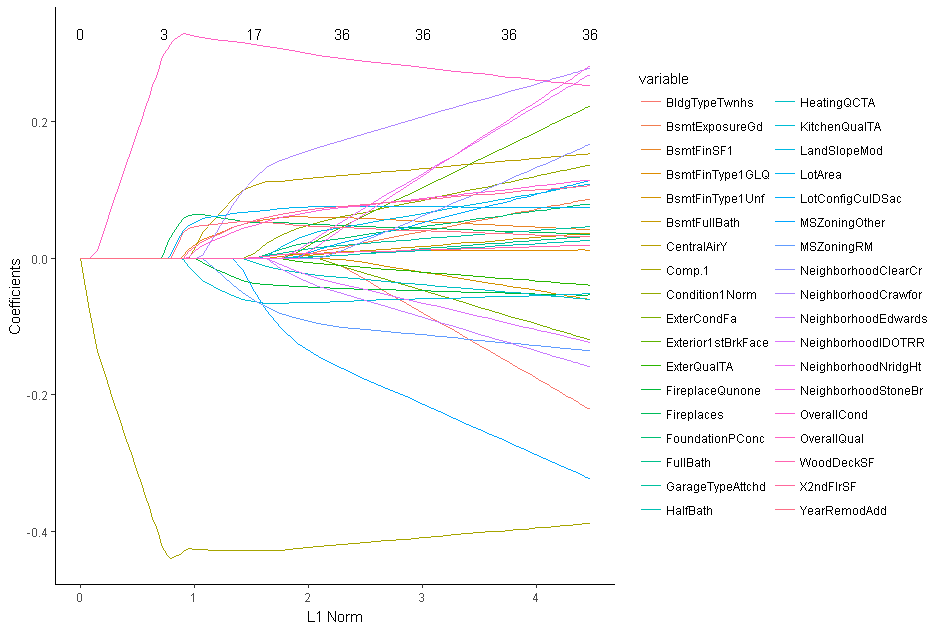 0 3 17 36 36 36 36
0.2
0.0
-0.2
-0.4
Coefficients
0 1 2 3 4
L1 Norm
variable
BldgTypeTwnhs
BsmtExposureGd
BsmtFinSF1
BsmtFinType1GLQ
BsmtFinType1Unf
BsmtFullBath
CentralAirY
Comp.1
Condition1Norm
ExterCondFa
Exterior1stBrkFace
ExterQualTA
FireplaceQunone
Fireplaces
FoundationPConc
FullBath
GarageTypeAttchd
HalfBath
HeatingQCTA
KitchenQualTA
LandSlopeMod
LotArea
LotConfigCulDSac
MSZoningOther
MSZoningRM
NeighborhoodClearCr
NeighborhoodCrawfor
NeighborhoodEdwards
NeighborhoodIDOTRR
NeighborhoodNridgHt
NeighborhoodStoneBr
OverallCond
OverallQual
WoodDeckSF
X2ndFlrSF
YearRemodAdd